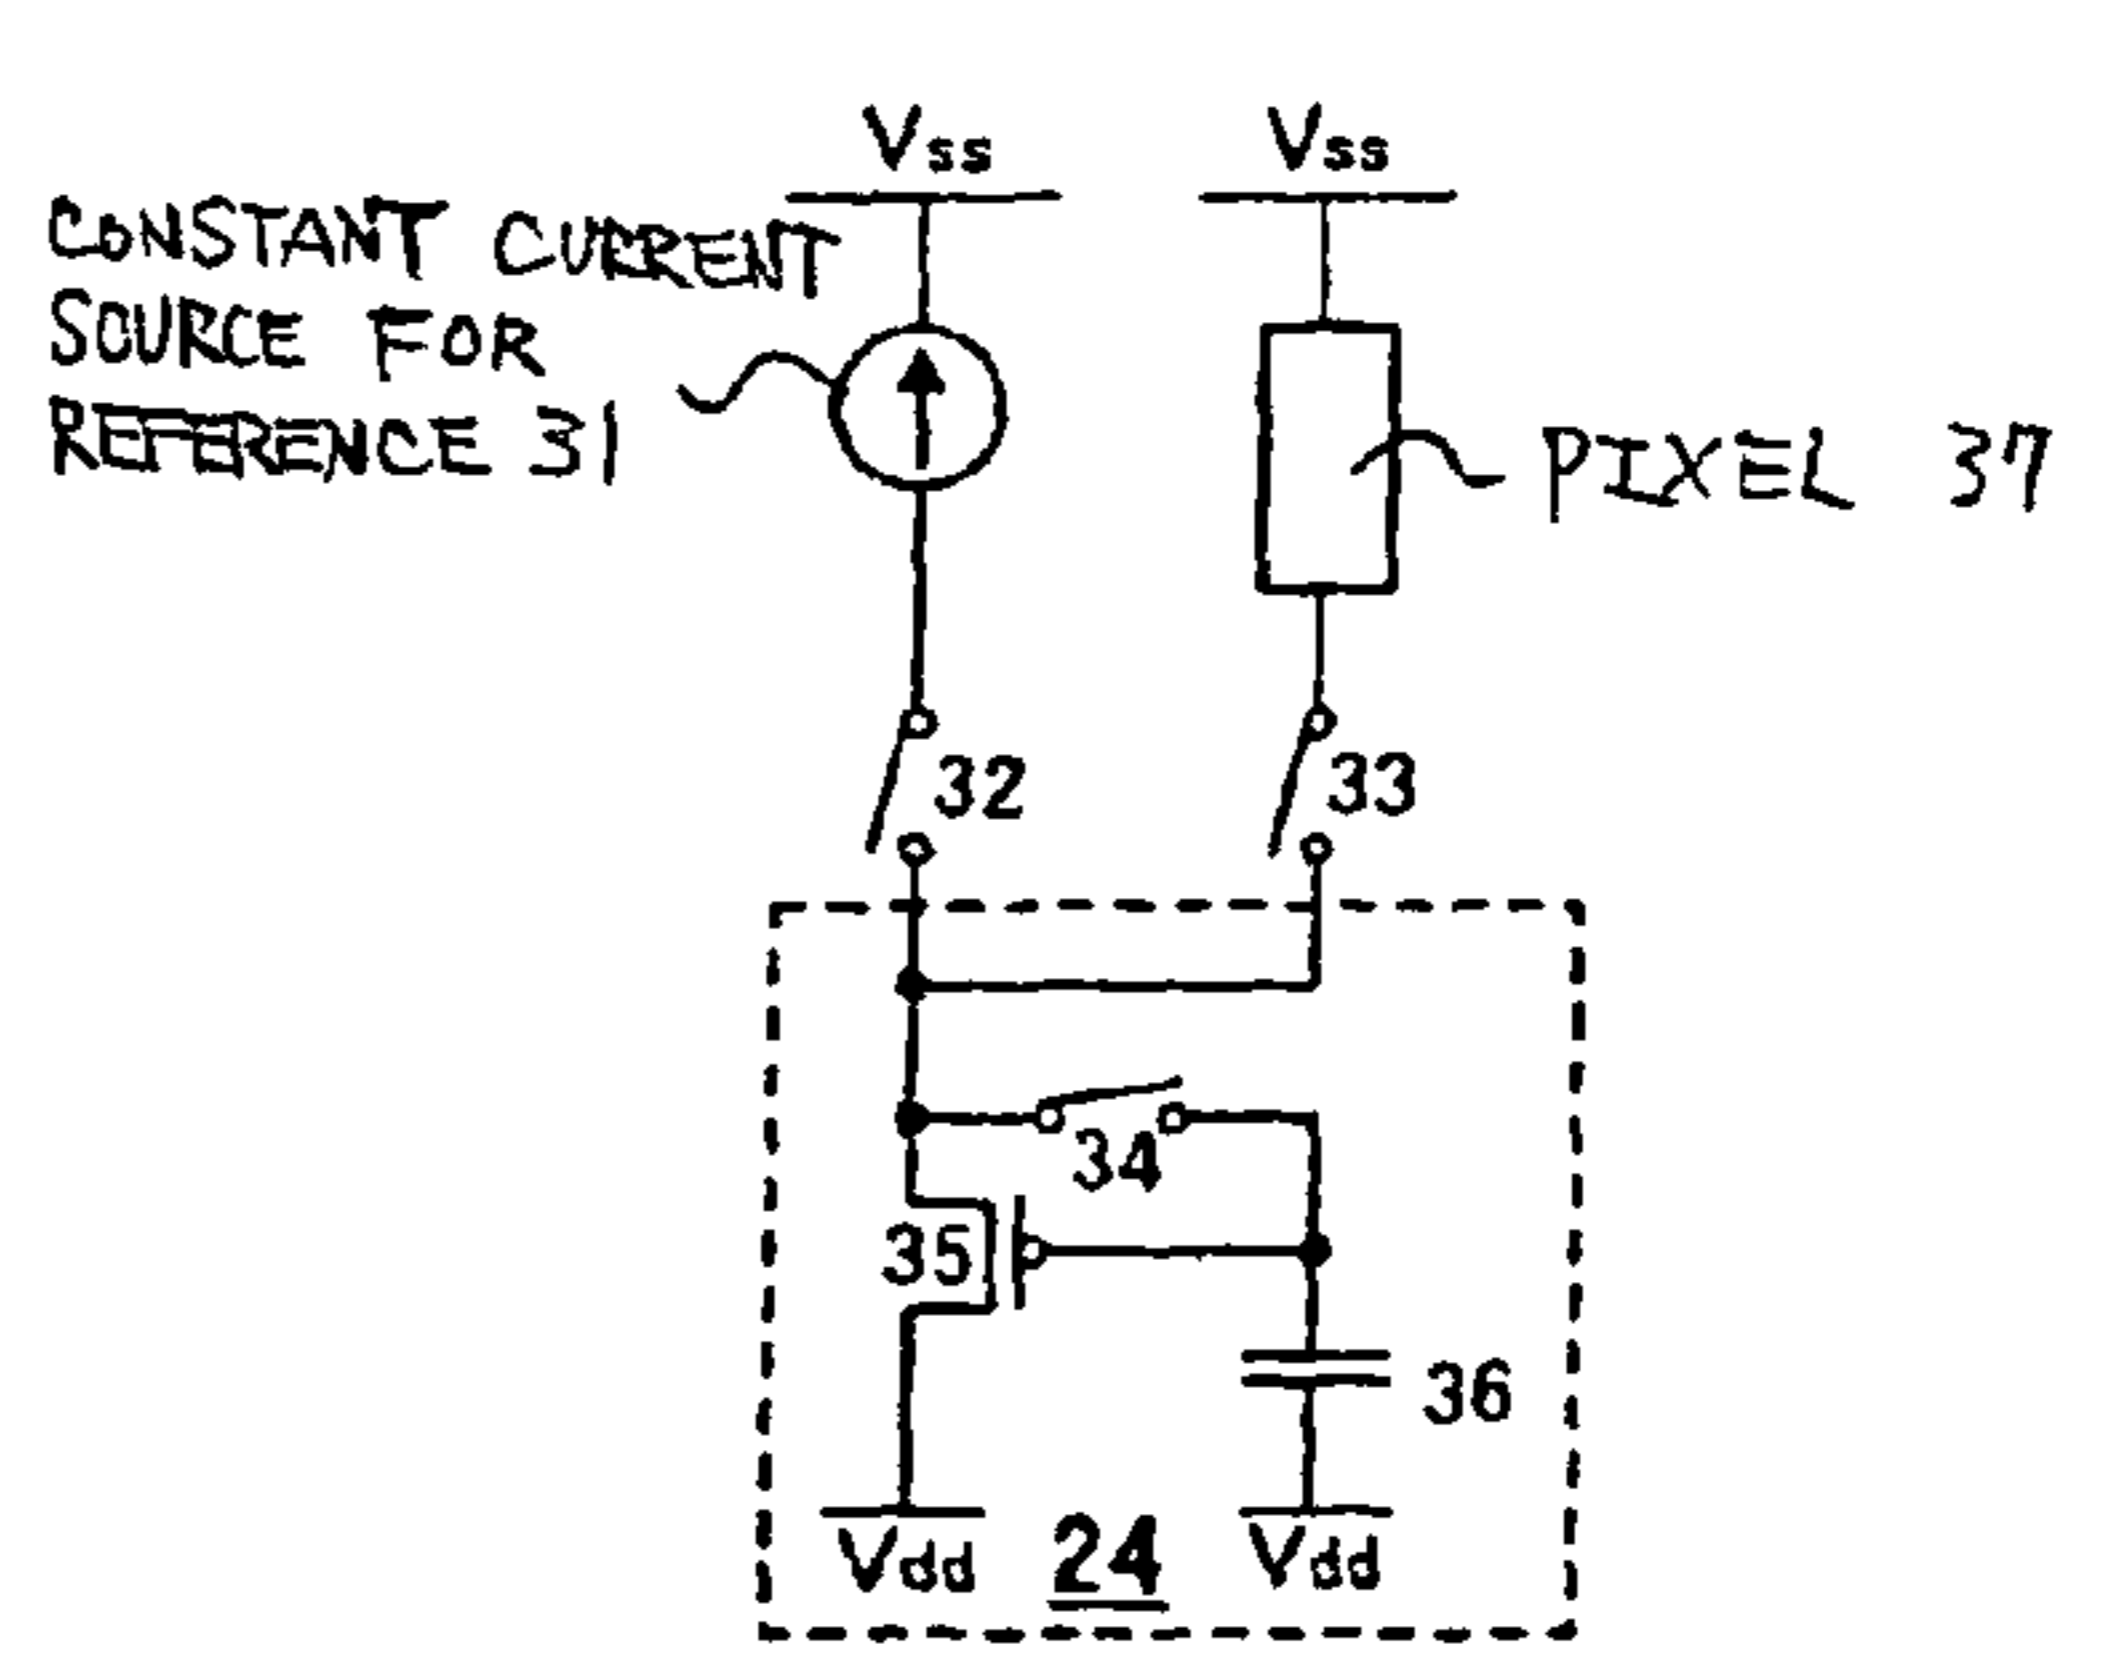 Vss
Vss
CONSTANT CURRENT
SOURCE FOR
REFERENCE 31
PIXEL 37
32
33
34
35
36
Vdd
24
Vdd